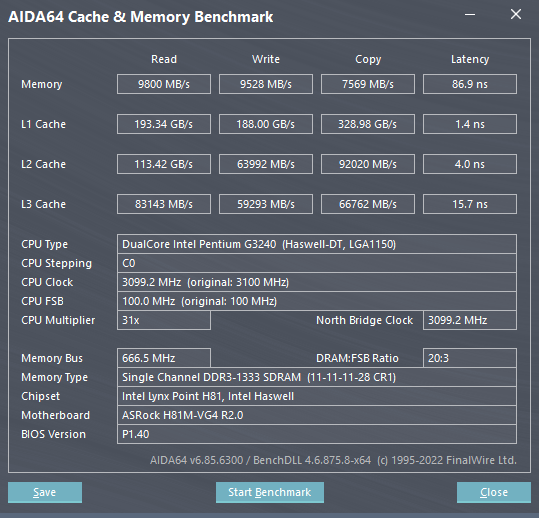 AIDA64 Cache & Memory Benchmark
Read Write Copy Latency
Memory 9800 MB/s 9528 MB/s 7569 MB/s 86.9 ns
L1 Cache 193.34 GB/s 188.00 GB/s 328.98 GB/s 1.4 ns
L2 Cache 113.42 GB/s 63992 MB/s 92020 MB/s 4.0 ns
L3 Cache 83143 MB/s 59293 MB/s 66762 MB/s 15.7 ns
CPU Type DualCore Intel Pentium G3240 (Haswell-DT, LGA1150)
CPU Stepping C0
CPU Clock 3099.2 MHz (original: 3100 MHz)
CPU FSB 100.0 MHz (original: 100 MHz)
CPU Multiplier 31x North Bridge Clock 3099.2 MHz
Memory Bus 666.5 MHz DRAM:FSB Ratio 20:3
Memory Type Single Channel DDR3-1333 SDRAM (11-11-11-28 CR1)
Chipset Intel Lynx Point H81, Intel Haswell
Motherboard ASRock H81M-VG4 R2.0
BIOS Version P1.40
AIDA64 v6.85.6300 / BenchDLL 4.6.875.8-x64 (c) 1995-2022 FinalWire Ltd.
Save Start Benchmark Close